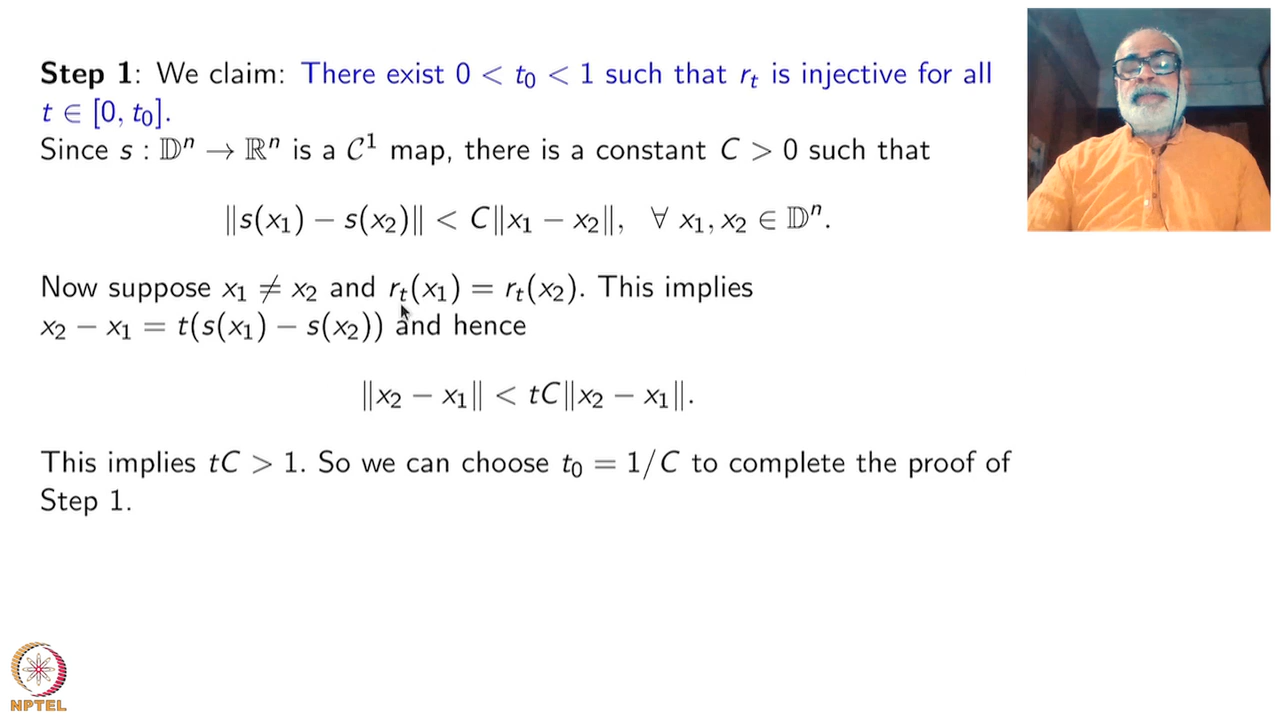 Step 1: We claim: There exist 0 < t₀ < 1 such that rₜ is injective for all
t ∈ [0, t₀].
Since s : 𝔻ⁿ → ℝⁿ is a 𝒞¹ map, there is a constant C > 0 such that
‖s(x₁) − s(x₂)‖ < C‖x₁ − x₂‖, ∀ x₁, x₂ ∈ 𝔻ⁿ.
Now suppose x₁ ≠ x₂ and rₜ(x₁) = rₜ(x₂). This implies
x₂ − x₁ = t(s(x₁) − s(x₂)) and hence
‖x₂ − x₁‖ < tC‖x₂ − x₁‖.
This implies tC > 1. So we can choose t₀ = 1/C to complete the proof of
Step 1.
NPTEL